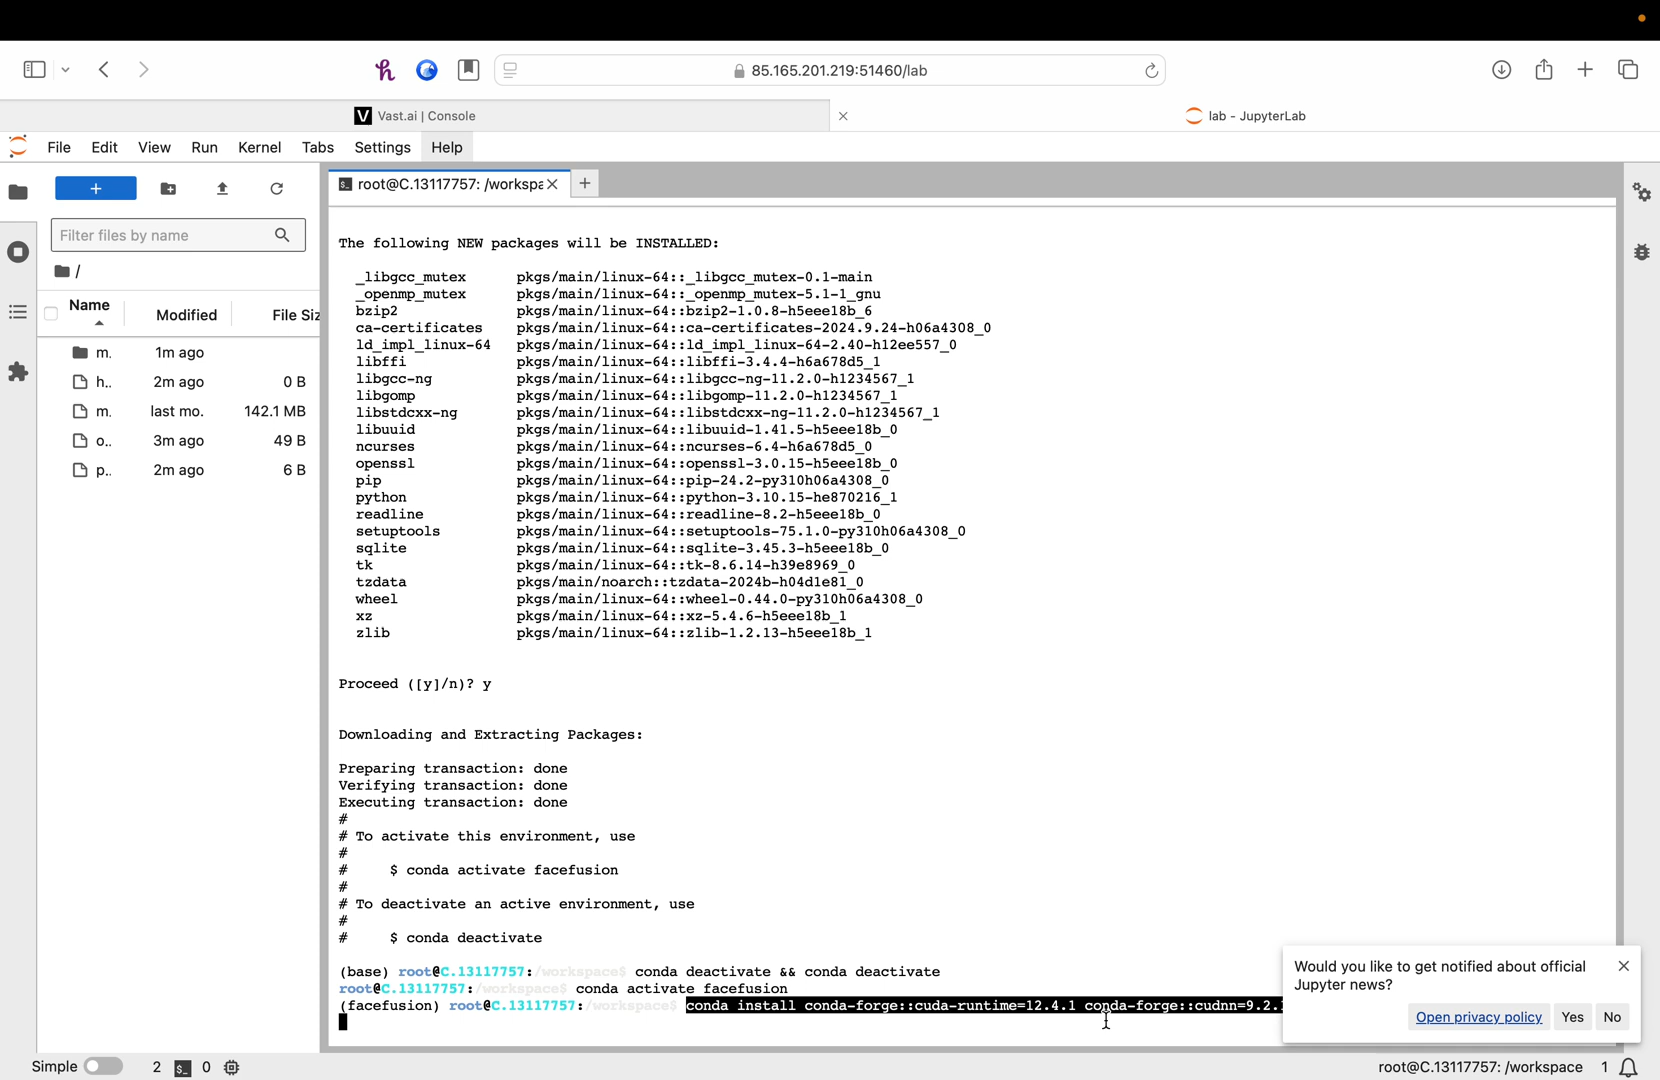 85.165.201.219:51460/lab
Vast.ai | Console
lab - JupyterLab
File Edit View Run Kernel Tabs Settings Help
root@C.13117757: /workspa
Filter files by name
/
Name Modified File Siz
m. 1m ago
h.. 2m ago 0 B
m. last mo. 142.1 MB
o.. 3m ago 49 B
p.. 2m ago 6 B
The following NEW packages will be INSTALLED:
_libgcc_mutex pkgs/main/linux-64::_libgcc_mutex-0.1-main
_openmp_mutex pkgs/main/linux-64::_openmp_mutex-5.1-1_gnu
bzip2 pkgs/main/linux-64::bzip2-1.0.8-h5eee18b_6
ca-certificates pkgs/main/linux-64::ca-certificates-2024.9.24-h06a4308_0
ld_impl_linux-64 pkgs/main/linux-64::ld_impl_linux-64-2.40-h12ee557_0
libffi pkgs/main/linux-64::libffi-3.4.4-h6a678d5_1
libgcc-ng pkgs/main/linux-64::libgcc-ng-11.2.0-h1234567_1
libgomp pkgs/main/linux-64::libgomp-11.2.0-h1234567_1
libstdcxx-ng pkgs/main/linux-64::libstdcxx-ng-11.2.0-h1234567_1
libuuid pkgs/main/linux-64::libuuid-1.41.5-h5eee18b_0
ncurses pkgs/main/linux-64::ncurses-6.4-h6a678d5_0
openssl pkgs/main/linux-64::openssl-3.0.15-h5eee18b_0
pip pkgs/main/linux-64::pip-24.2-py310h06a4308_0
python pkgs/main/linux-64::python-3.10.15-he870216_1
readline pkgs/main/linux-64::readline-8.2-h5eee18b_0
setuptools pkgs/main/linux-64::setuptools-75.1.0-py310h06a4308_0
sqlite pkgs/main/linux-64::sqlite-3.45.3-h5eee18b_0
tk pkgs/main/linux-64::tk-8.6.14-h39e8969_0
tzdata pkgs/main/noarch::tzdata-2024b-h04d1e81_0
wheel pkgs/main/linux-64::wheel-0.44.0-py310h06a4308_0
xz pkgs/main/linux-64::xz-5.4.6-h5eee18b_1
zlib pkgs/main/linux-64::zlib-1.2.13-h5eee18b_1
Proceed ([y]/n)? y
Downloading and Extracting Packages:
Preparing transaction: done
Verifying transaction: done
Executing transaction: done
#
# To activate this environment, use
#
# $ conda activate facefusion
#
# To deactivate an active environment, use
#
# $ conda deactivate
(base) root@C.13117757:/workspace$ conda deactivate && conda deactivate
root@C.13117757:/workspace$ conda activate facefusion
(facefusion) root@C.13117757:/workspace$ conda install conda-forge::cuda-runtime=12.4.1 conda-forge::cudnn=9.2.1
Would you like to get notified about official
Jupyter news?
Open privacy policy Yes No
Simple 2 $_ 0 root@C.13117757: /workspace 1